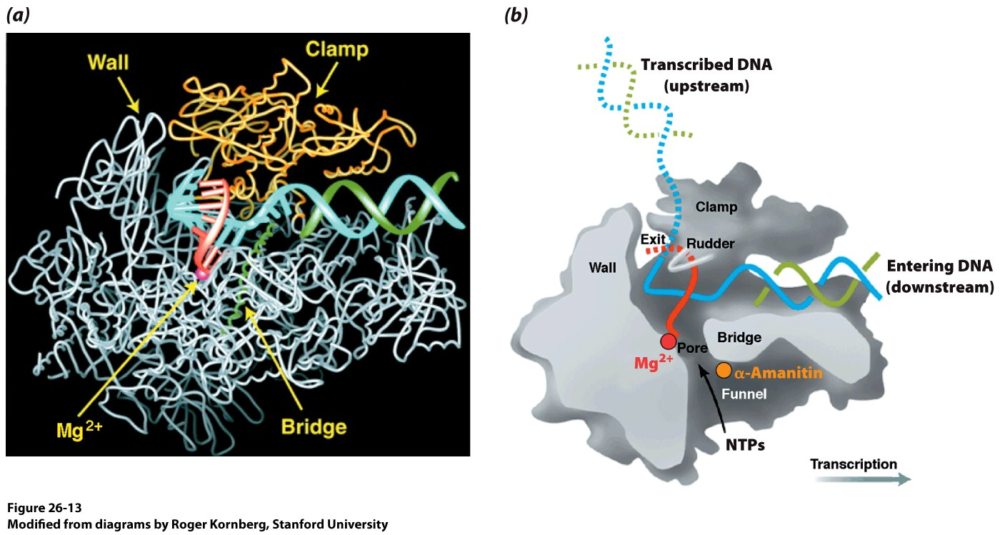 (a)
Wall
Clamp
Mg2+
Bridge
(b)
Transcribed DNA
(upstream)
Clamp
Exit
Rudder
Wall
Entering DNA
(downstream)
Bridge
Pore
Mg2+
α-Amanitin
Funnel
NTPs
Transcription
Figure 26-13
Modified from diagrams by Roger Kornberg, Stanford University